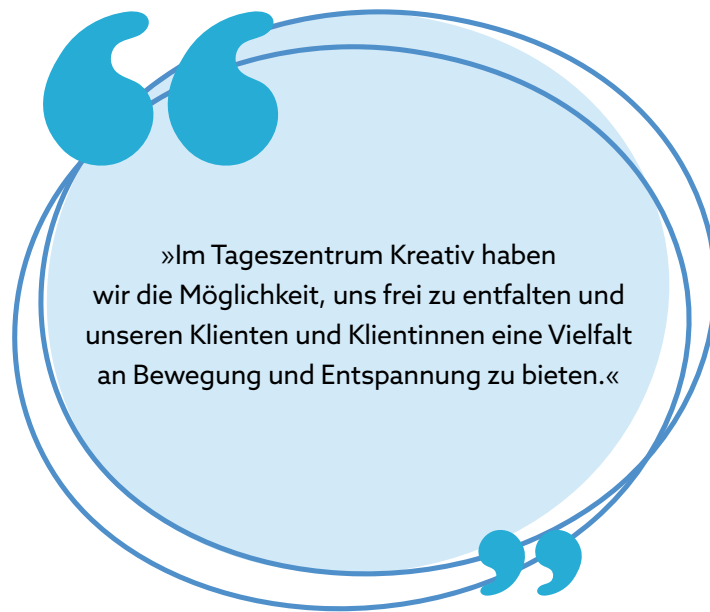 »Im Tageszentrum Kreativ haben
wir die Möglichkeit, uns frei zu entfalten und
unseren Klienten und Klientinnen eine Vielfalt
an Bewegung und Entspannung zu bieten.«